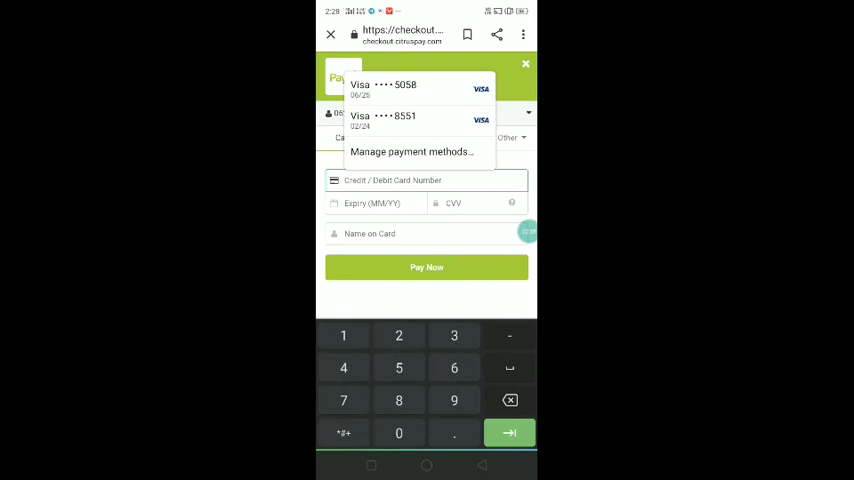 2:28
https://checkout....
checkout.citruspay.com
Pay
Visa ····5058
06/25
VISA
Visa ····8551
02/24
VISA
Manage payment methods...
Other
Credit / Debit Card Number
Expiry (MM/YY)
CVV
Name on Card
Pay Now
1 2 3 -
4 5 6
7 8 9
*#+ 0 .